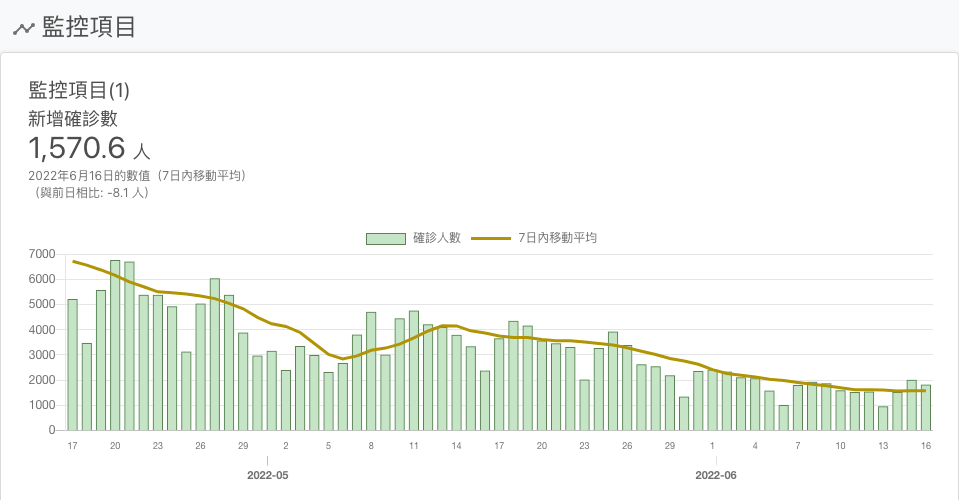 監控項目
監控項目(1)
新增確診數
1,570.6 人
2022年6月16日的數值（7日內移動平均）
（與前日相比: -8.1 人）
確診人數 7日內移動平均
7000
6000
5000
4000
3000
2000
1000
0
17 20 23 26 29 2 5 8 11 14 17 20 23 26 29 1 4 7 10 13 16
2022-05 2022-06